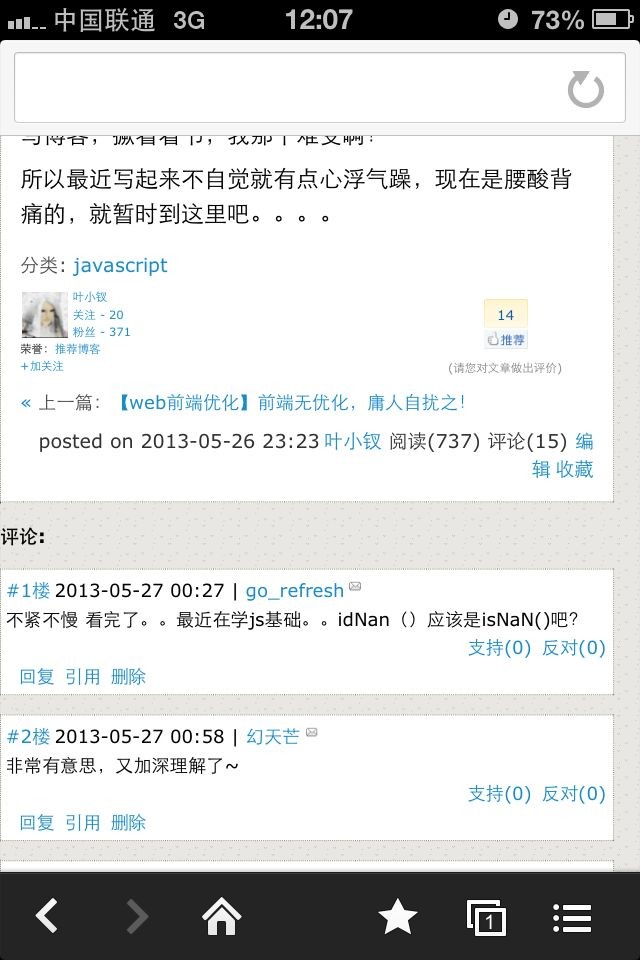 中国联通 3G 12:07 73%
所以最近写起来不自觉就有点心浮气躁，现在是腰酸背
痛的，就暂时到这里吧。。。。
分类: javascript
叶小钗
关注 - 20
粉丝 - 371
荣誉：推荐博客
+加关注
14
推荐
(请您对文章做出评价)
« 上一篇：【web前端优化】前端无优化，庸人自扰之！
posted on 2013-05-26 23:23 叶小钗 阅读(737) 评论(15) 编
辑 收藏
评论:
#1楼 2013-05-27 00:27 | go_refresh
不紧不慢 看完了。。最近在学js基础。。idNan（）应该是isNaN()吧？
支持(0) 反对(0)
回复 引用 删除
#2楼 2013-05-27 00:58 | 幻天芒
非常有意思，又加深理解了~
支持(0) 反对(0)
回复 引用 删除
1